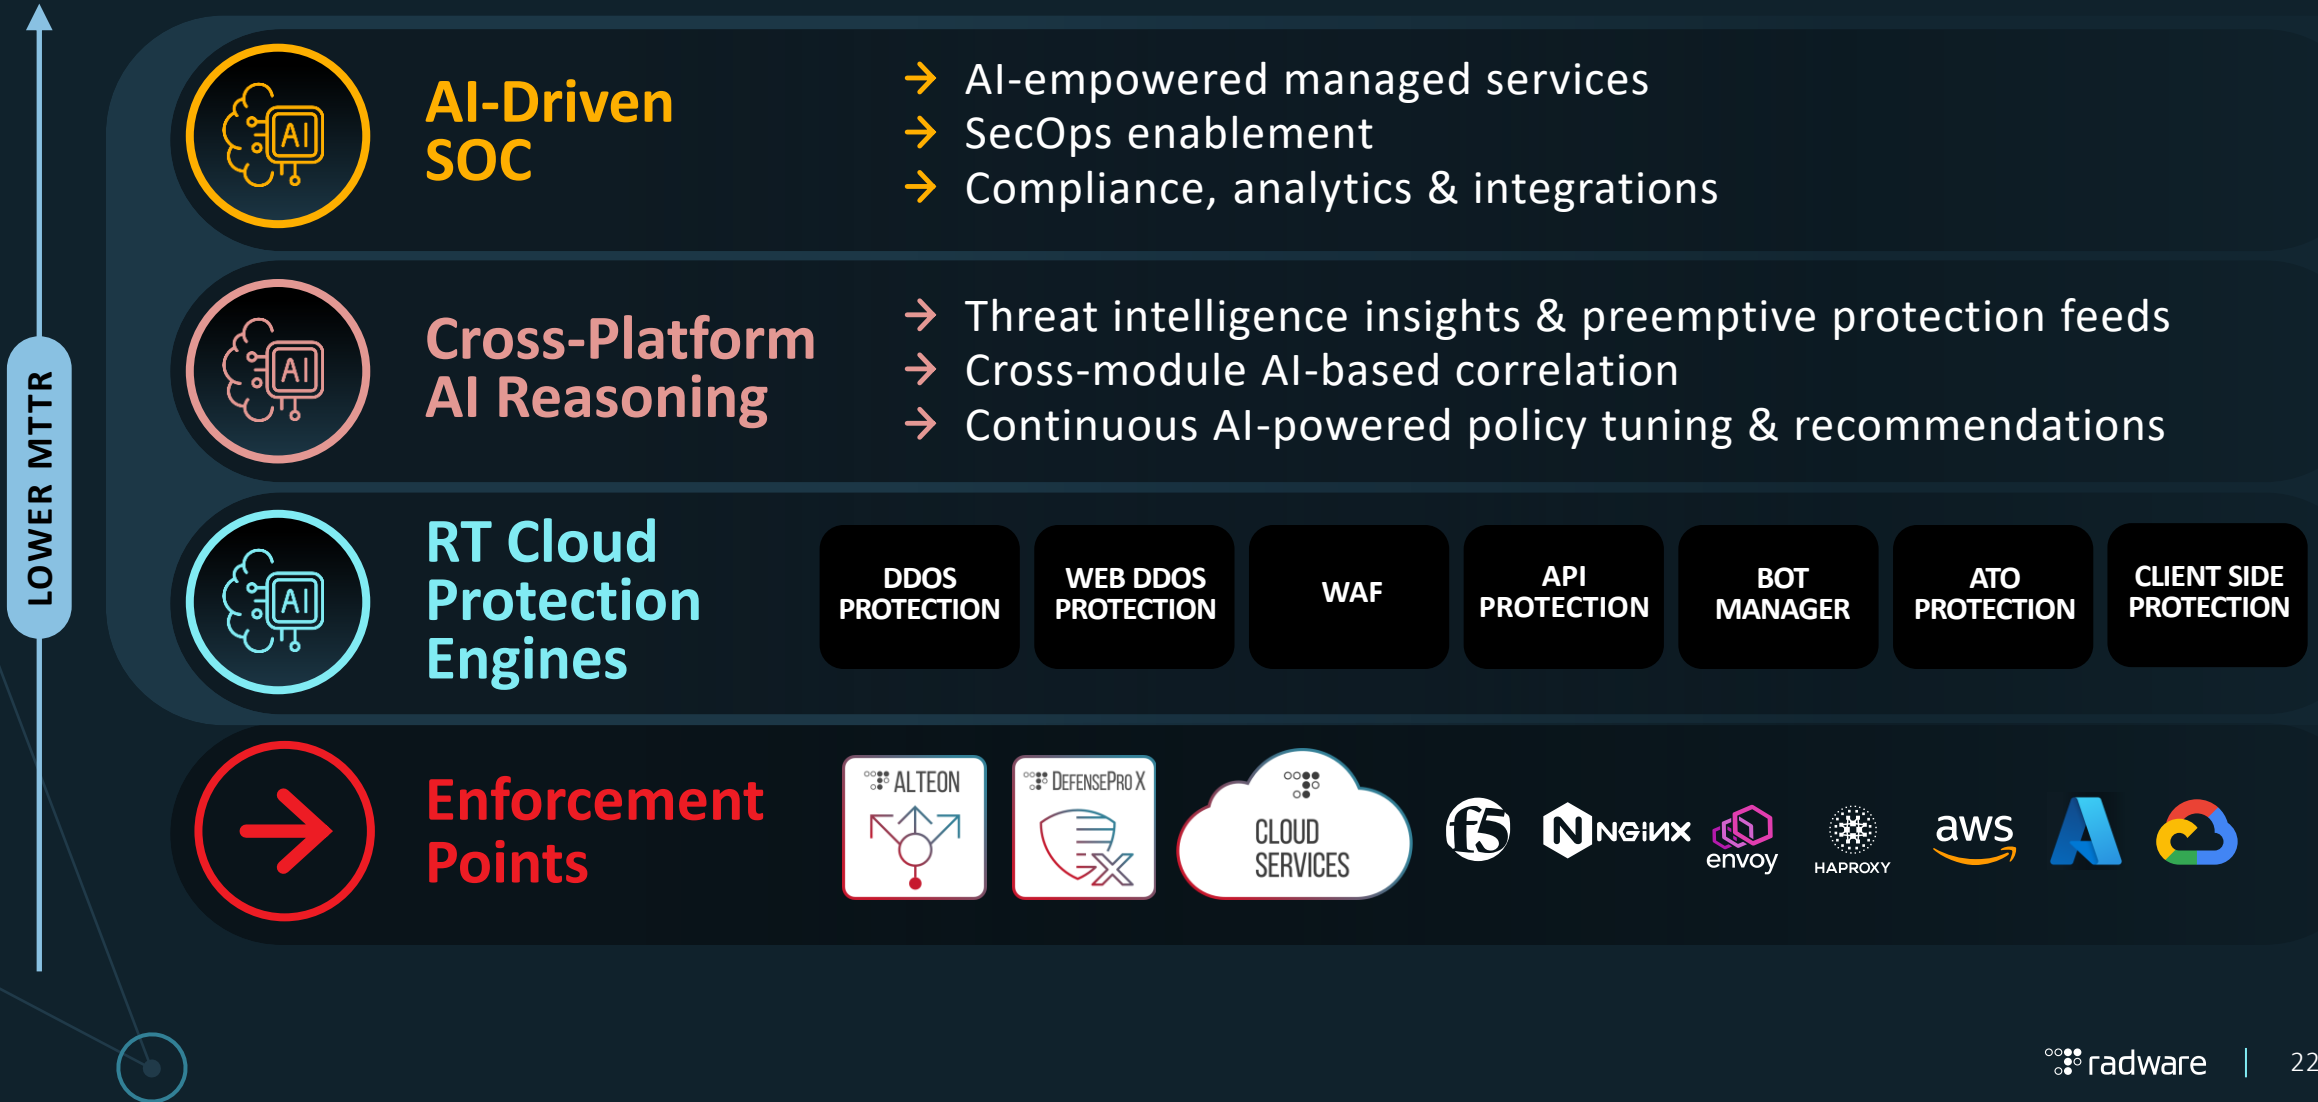 AI-Driven
SOC
AI-empowered managed services
SecOps enablement
Compliance, analytics & integrations
AI
LOWER MTTR
Cross-Platform
AI Reasoning
Threat intelligence insights & preemptive protection feeds
Cross-module AI-based correlation
Continuous AI-powered policy tuning & recommendations
AI
RT Cloud
Protection
Engines
AI
DDOS
PROTECTION
WEB DDOS
PROTECTION
WAF
API
PROTECTION
BOT
MANAGER
ATO
PROTECTION
CLIENT SIDE
PROTECTION
Enforcement
Points
ALTEON
DEFENSEPRO X
CLOUD
SERVICES
f5
N NGINX
envoy
HAPROXY
aws
radware | 22